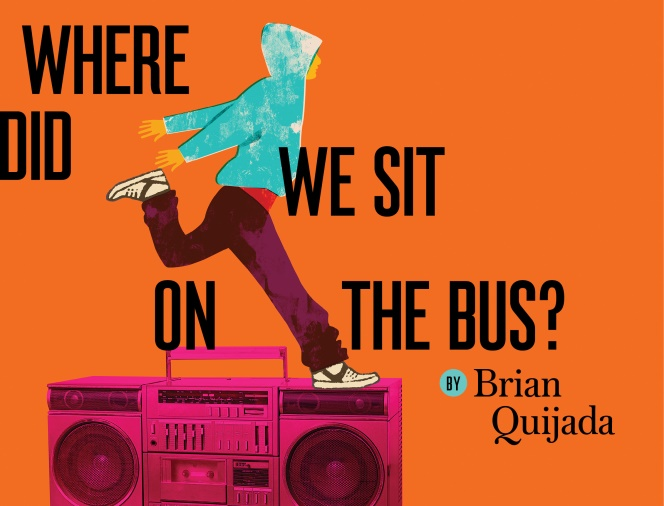 WHERE
DID
WE SIT
ON THE BUS?
BY Brian
Quijada